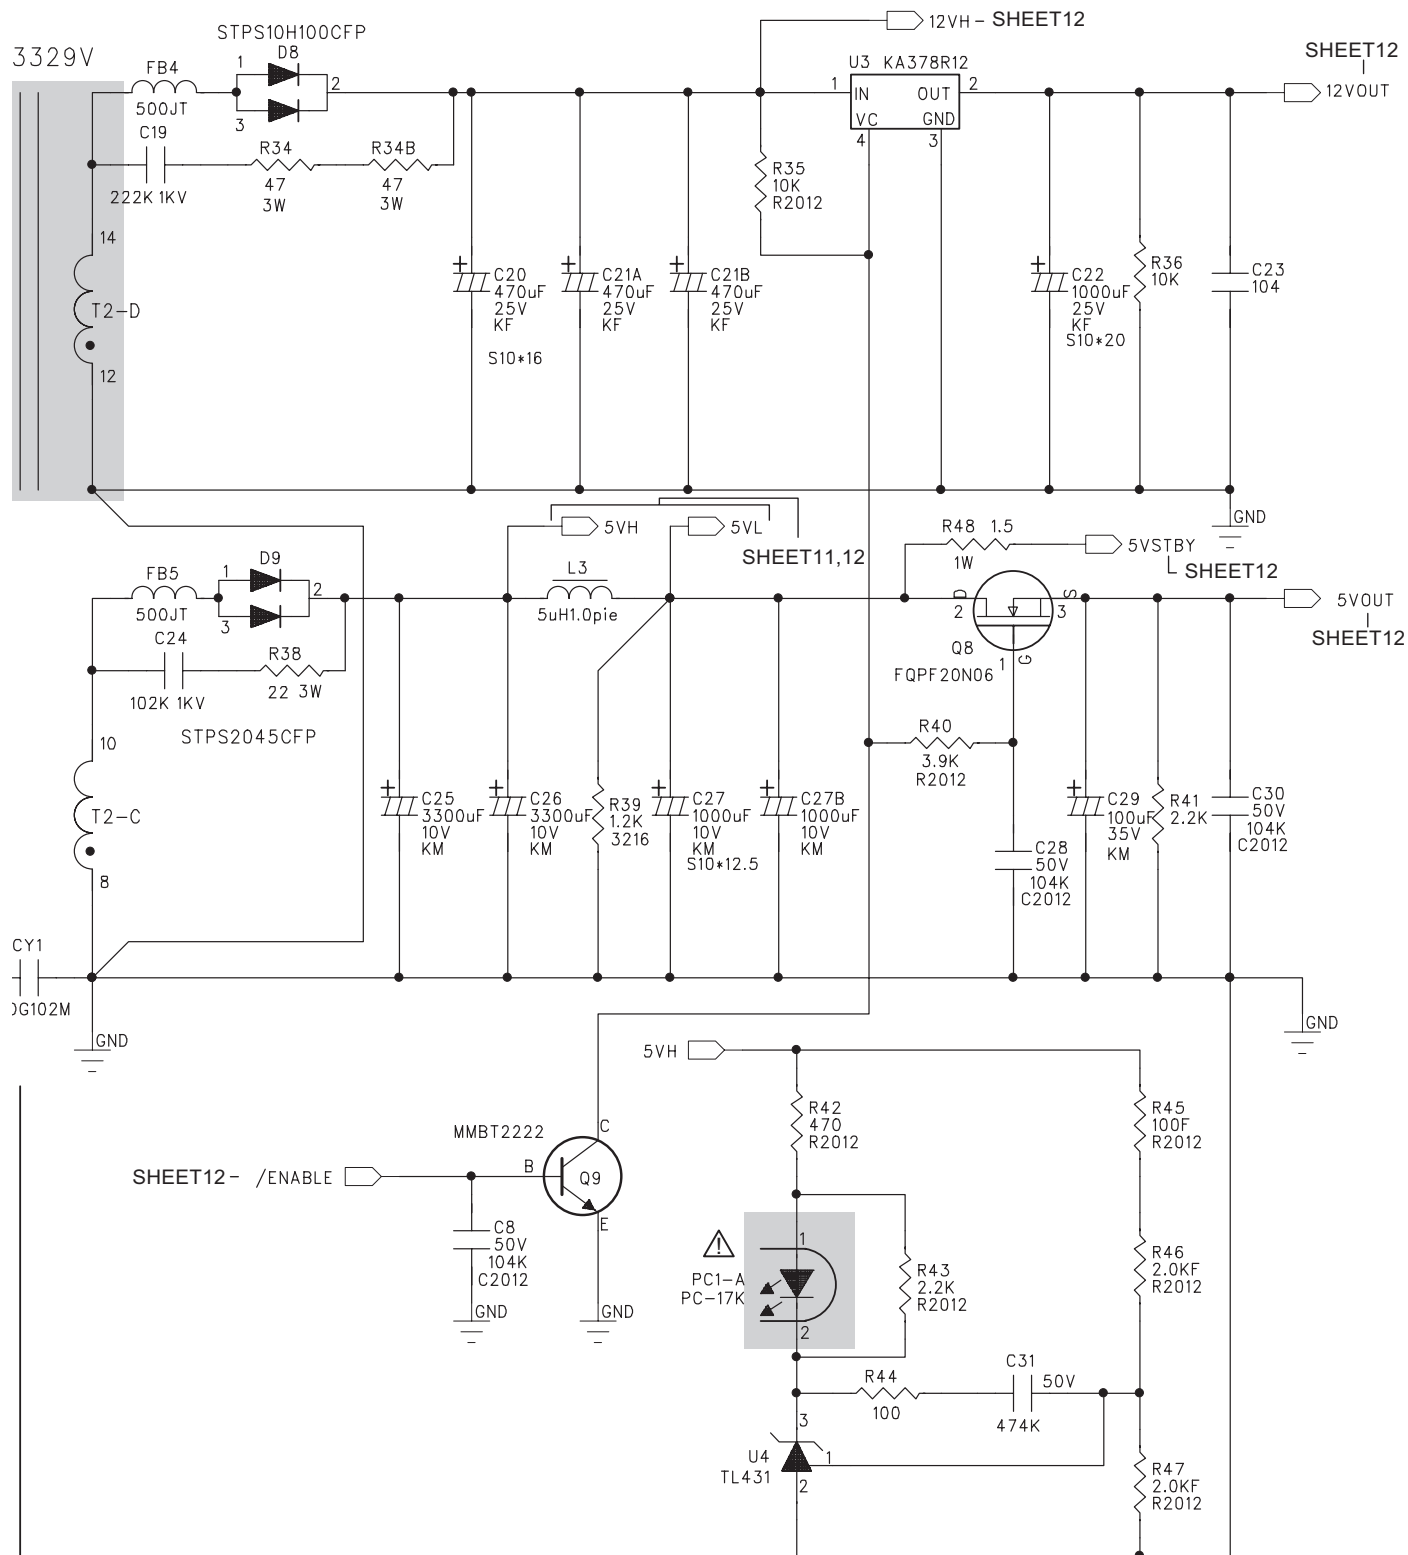 12VH - SHEET12
STPS10H100CFP
3329V
D8
SHEET12
FB4
1
2
3
500JT
U3 KA378R12
1
IN
OUT
2
VC
GND
4
3
12VOUT
C19
222K 1KV
R34
47
3W
R34B
47
3W
R35
10K
R2012
14
T2-D
12
+
C20
470uF
25V
KF
S10*16
+
C21A
470uF
25V
KF
+
C21B
470uF
25V
KF
+
C22
1000uF
25V
KF
S10*20
R36
10K
C23
104
GND
5VH
5VL
SHEET11,12
R48 1.5
1W
5VSTBY
SHEET12
FB5
500JT
D9
1
2
3
L3
5uH1.0pie
D
2
S
3
Q8
1
G
FQPF20N06
5VOUT
SHEET12
C24
102K 1KV
R38
22 3W
STPS2045CFP
R40
3.9K
R2012
10
T2-C
8
+
C25
3300uF
10V
KM
+
C26
3300uF
10V
KM
R39
1.2K
3216
+
C27
1000uF
10V
KM
S10*12.5
+
C27B
1000uF
10V
KM
C28
50V
104K
C2012
+
C29
100uF
35V
KM
R41
2.2K
C30
50V
104K
C2012
CY1
0G102M
GND
GND
5VH
MMBT2222
C
B
Q9
E
SHEET12 - /ENABLE
C8
50V
104K
C2012
GND
GND
R42
470
R2012
R45
100F
R2012
1
PC1-A
PC-17K
2
R43
2.2K
R2012
R46
2.0KF
R2012
R44
100
C31
50V
474K
3
U4
TL431
1
2
R47
2.0KF
R2012